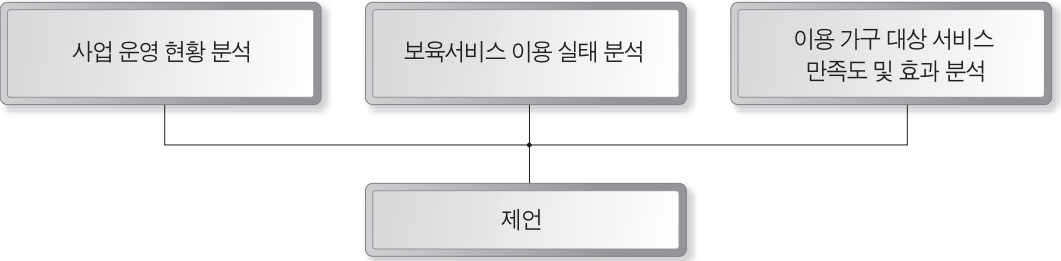 사업 운영 현황 분석
보육서비스 이용 실태 분석
이용 가구 대상 서비스
만족도 및 효과 분석
제언